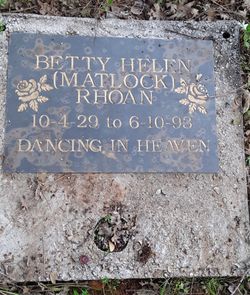 BETTY HELEN
(MATLOCK)
RHOAN
10-4-29 to 6-10-93
DANCING IN HEAVEN